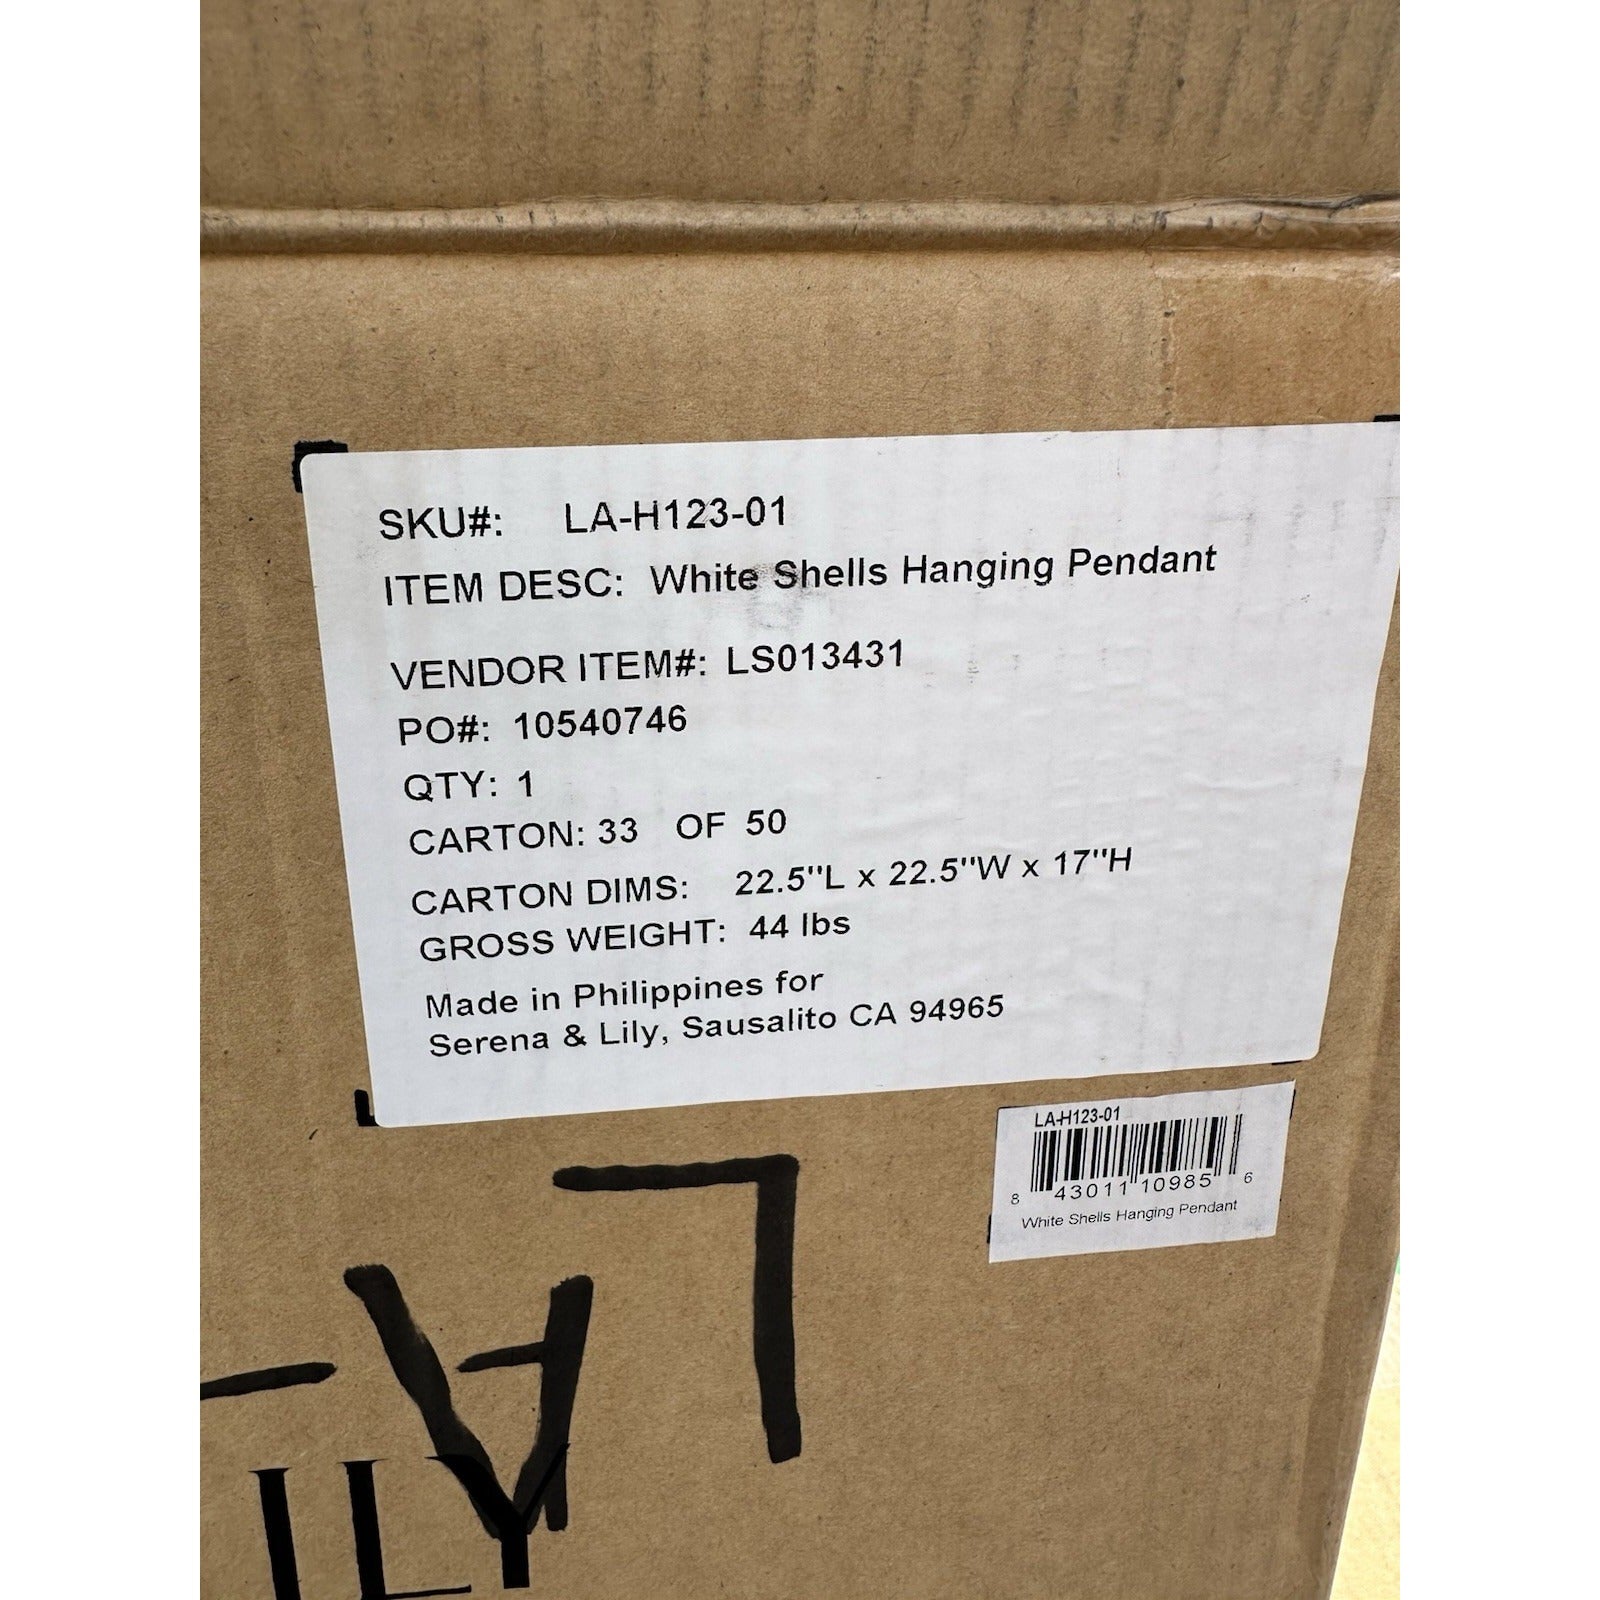 SKU#: LA-H123-01
ITEM DESC: White Shells Hanging Pendant
VENDOR ITEM#: LS013431
PO#: 10540746
QTY: 1
CARTON: 33 OF 50
CARTON DIMS: 22.5"L x 22.5"W x 17"H
GROSS WEIGHT: 44 lbs
Made in Philippines for
Serena & Lily, Sausalito CA 94965
LA-H123-01
8 43011 10985 6
White Shells Hanging Pendant
LA-
ILY